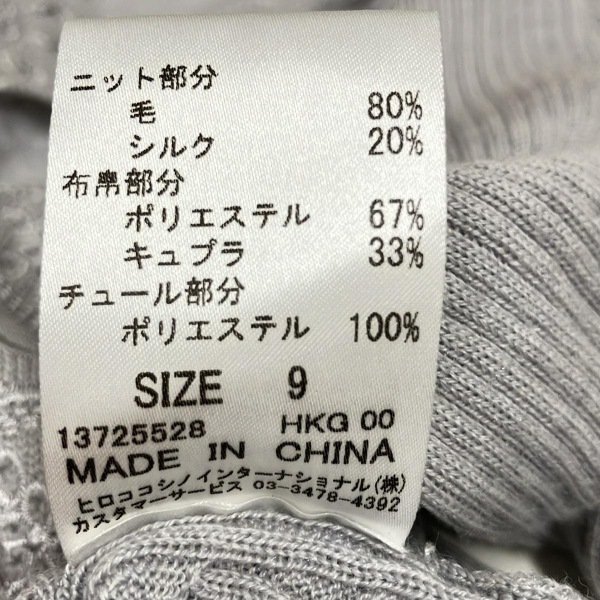 ニット部分
毛 80%
シルク 20%
布帛部分
ポリエステル 67%
キュプラ 33%
チュール部分
ポリエステル 100%
SIZE 9
13725528 HKG 00
MADE IN CHINA
ヒロココシノインターナショナル(株)
カスタマーサービス 03-3478-4392